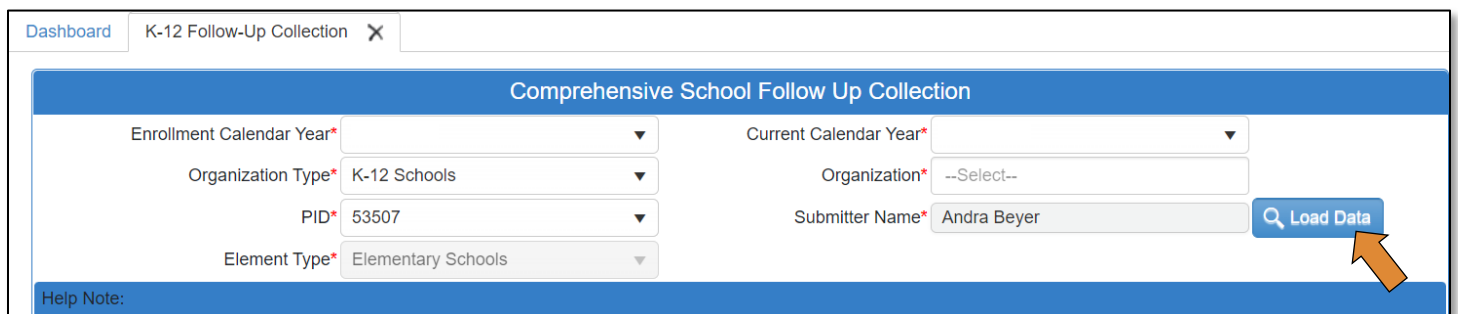 Dashboard K-12 Follow-Up Collection
Comprehensive School Follow Up Collection
Enrollment Calendar Year* Current Calendar Year*
Organization Type* K-12 Schools Organization* --Select--
PID* 53507 Submitter Name* Andra Beyer Load Data
Element Type* Elementary Schools
Help Note: